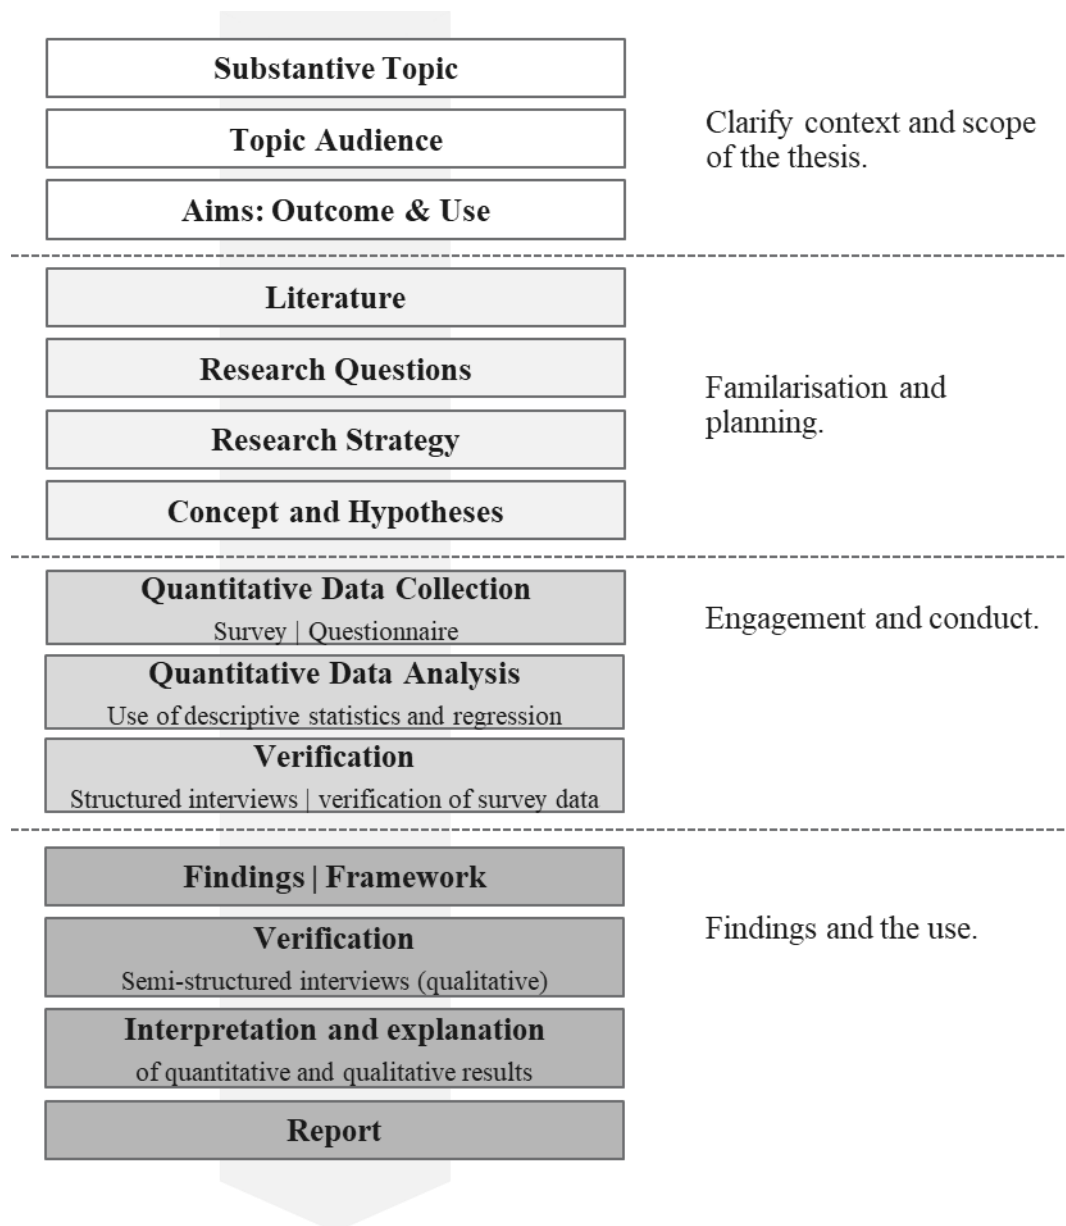 Substantive Topic
Topic Audience
Aims: Outcome & Use
Clarify context and scope
of the thesis.
Literature
Research Questions
Research Strategy
Concept and Hypotheses
Familarisation and
planning.
Quantitative Data Collection
Survey | Questionnaire
Quantitative Data Analysis
Use of descriptive statistics and regression
Verification
Structured interviews | verification of survey data
Engagement and conduct.
Findings | Framework
Verification
Semi-structured interviews (qualitative)
Interpretation and explanation
of quantitative and qualitative results
Report
Findings and the use.